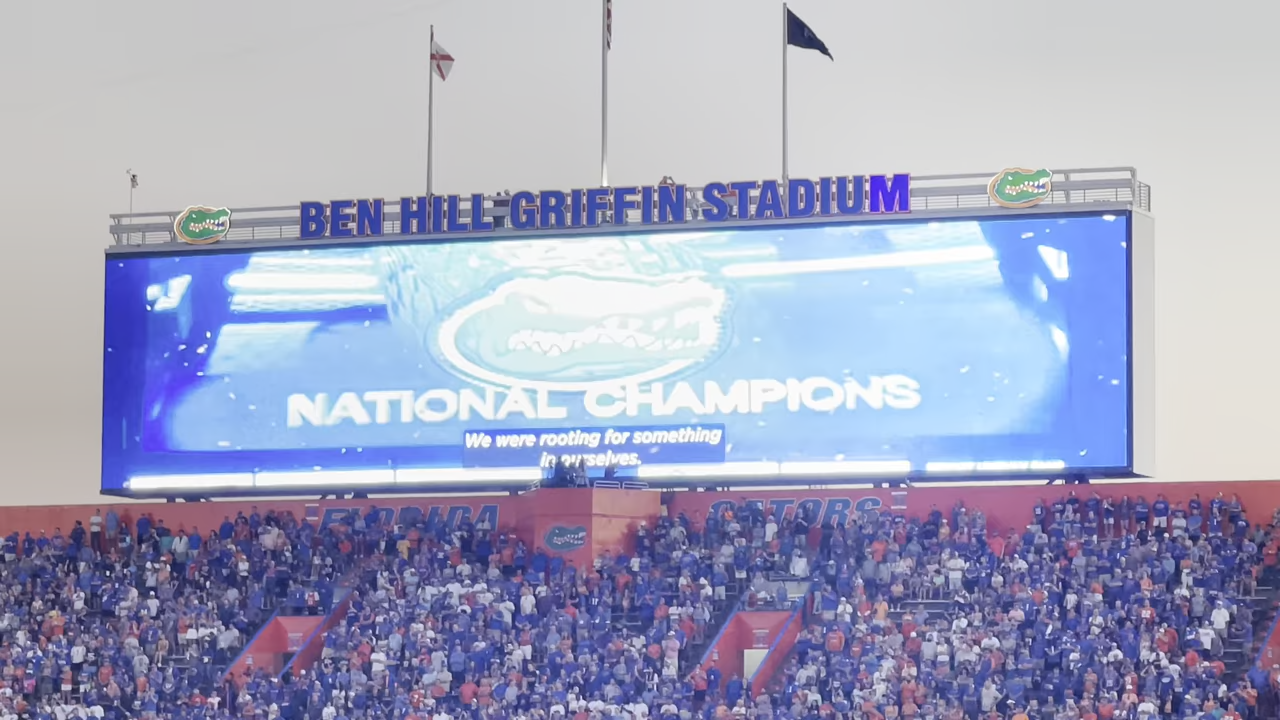 BEN HILL GRIFFIN STADIUM
NATIONAL CHAMPIONS
We were rooting for something
in ourselves.
FLORIDA
GATORS